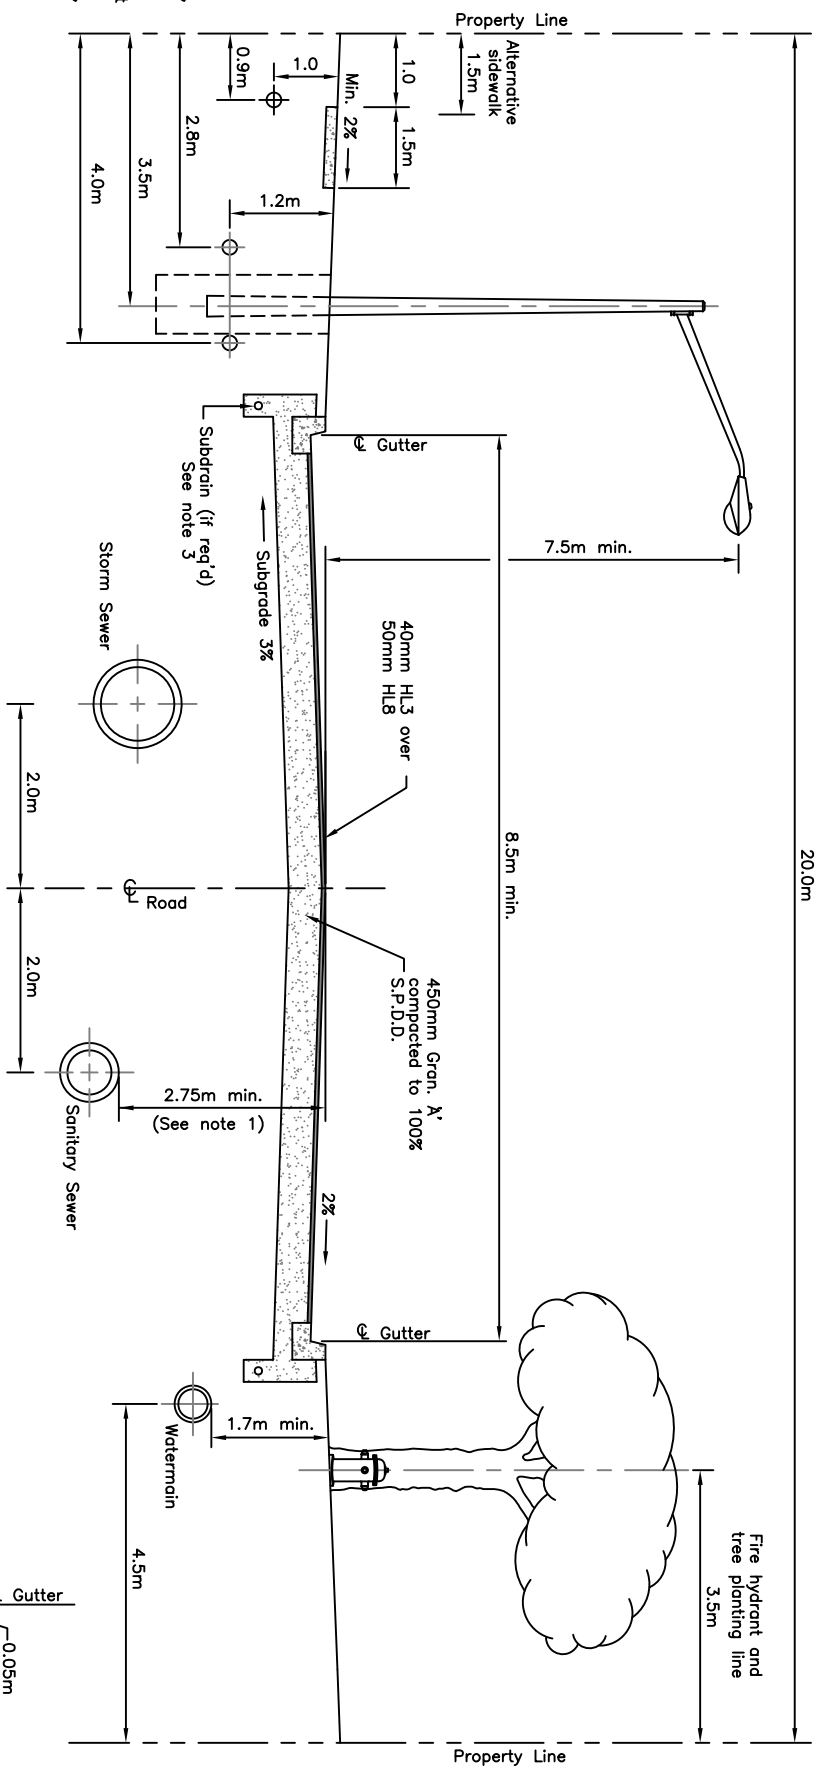 Property Line
20.0m
Alternative
sidewalk
1.5m
1.0
1.5m
1.0
Min. 2%
0.9m
2.8m
3.5m
4.0m
1.2m
℄ Gutter
7.5m min.
8.5m min.
Subdrain (if req'd)
See note 3
Subgrade 3%
Storm Sewer
40mm HL3 over
50mm HL8
2.0m
℄ Road
2.0m
450mm Gran. 'A'
compacted to 100%
S.P.D.D.
2.75m min.
(See note 1)
Sanitary Sewer
2%
℄ Gutter
1.7m min.
Watermain
4.5m
Fire hydrant and
tree planting line
3.5m
Gutter
0.05m
Property Line